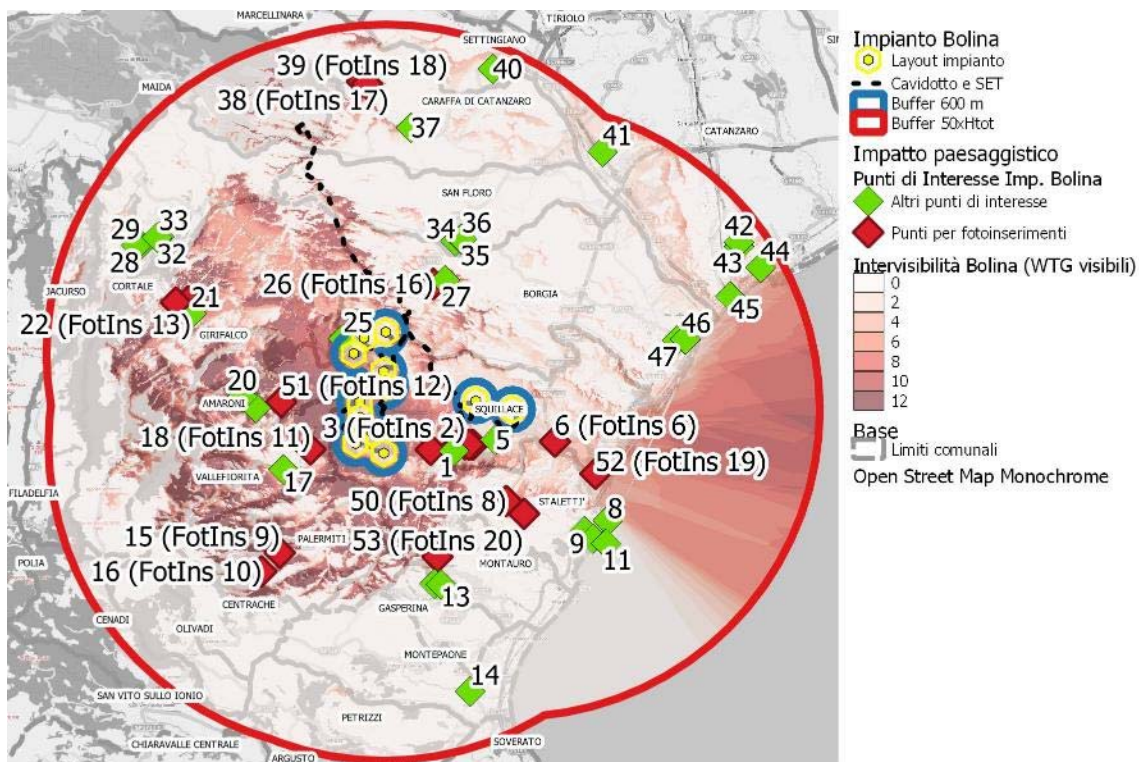 MARCELLINARA
TIRIOLO
SETTINGIANO
39 (FotIns 18)
40
MAIDA
38 (FotIns 17)
CARAFFA DI CATANZARO
37
41
CATANZARO
SAN FLORO
29
33
34
36
42
28
32
35
43
44
CORTALE
26 (FotIns 16)
27
BORGIA
45
JACURSO
21
22 (FotIns 13)
GIRIFALCO
25
46
47
20
51 (FotIns 12)
AMARONI
SQUILLACE
18 (FotIns 11)
3 (FotIns 2)
1
5
6 (FotIns 6)
VALLEFIORITA
17
52 (FotIns 19)
FILADELFIA
50 (FotIns 8)
STALETTI'
8
15 (FotIns 9)
PALERMITI
53 (FotIns 20)
9
11
POLIA
16 (FotIns 10)
MONTAURO
CENTRACHE
GASPERINA
13
CENADI
OLIVADI
MONTEPAONE
14
SAN VITO SULLO IONIO
PETRIZZI
CHIARAVALLE CENTRALE
SOVERATO
ARGUSTO
Impianto Bolina
Layout impianto
Cavidotto e SET
Buffer 600 m
Buffer 50xHtot
Impatto paesaggistico
Punti di Interesse Imp. Bolina
Altri punti di interesse
Punti per fotoinserimenti
Intervisibilità Bolina (WTG visibili)
0
2
4
6
8
10
12
Base
Limiti comunali
Open Street Map Monochrome